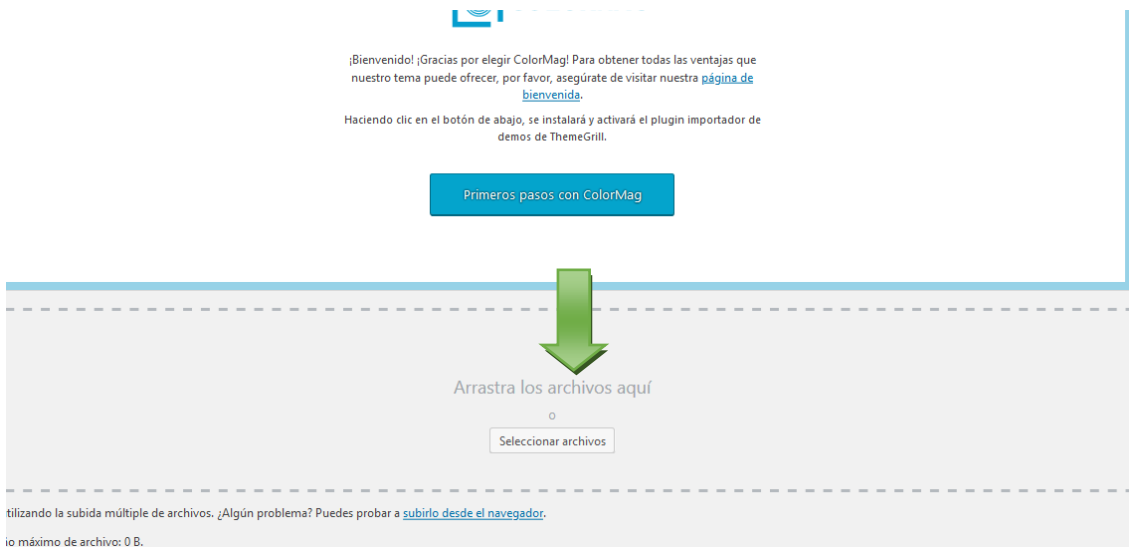 ¡Bienvenido! ¡Gracias por elegir ColorMag! Para obtener todas las ventajas que
nuestro tema puede ofrecer, por favor, asegúrate de visitar nuestra página de
bienvenida.
Haciendo clic en el botón de abajo, se instalará y activará el plugin importador de
demos de ThemeGrill.
Primeros pasos con ColorMag
Arrastra los archivos aquí
o
Seleccionar archivos
tilizando la subida múltiple de archivos. ¿Algún problema? Puedes probar a subirlo desde el navegador.
io máximo de archivo: 0 B.